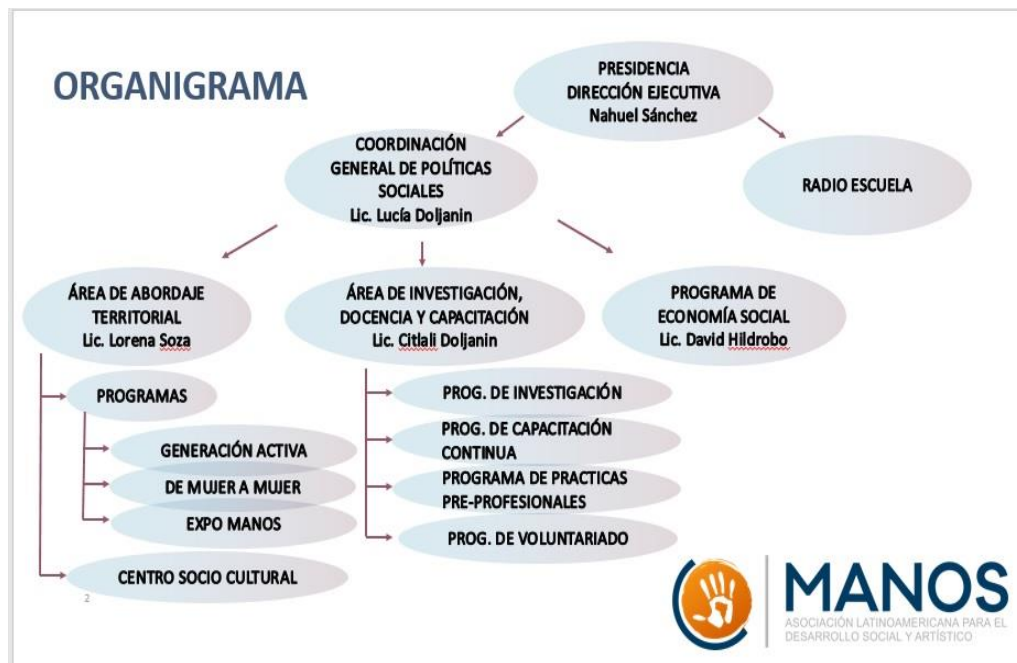 ORGANIGRAMA
PRESIDENCIA
DIRECCIÓN EJECUTIVA
Nahuel Sánchez
COORDINACIÓN
GENERAL DE POLÍTICAS
SOCIALES
Lic. Lucía Doljanin
RADIO ESCUELA
ÁREA DE ABORDAJE
TERRITORIAL
Lic. Lorena Soza
ÁREA DE INVESTIGACIÓN,
DOCENCIA Y CAPACITACIÓN
Lic. Citlali Doljanin
PROGRAMA DE
ECONOMÍA SOCIAL
Lic. David Hildrobo
PROGRAMAS
GENERACIÓN ACTIVA
DE MUJER A MUJER
EXPO MANOS
CENTRO SOCIO CULTURAL
PROG. DE INVESTIGACIÓN
PROG. DE CAPACITACIÓN
CONTINUA
PROGRAMA DE PRACTICAS
PRE-PROFESIONALES
PROG. DE VOLUNTARIADO
2
MANOS
ASOCIACIÓN LATINOAMERICANA PARA EL
DESARROLLO SOCIAL Y ARTÍSTICO